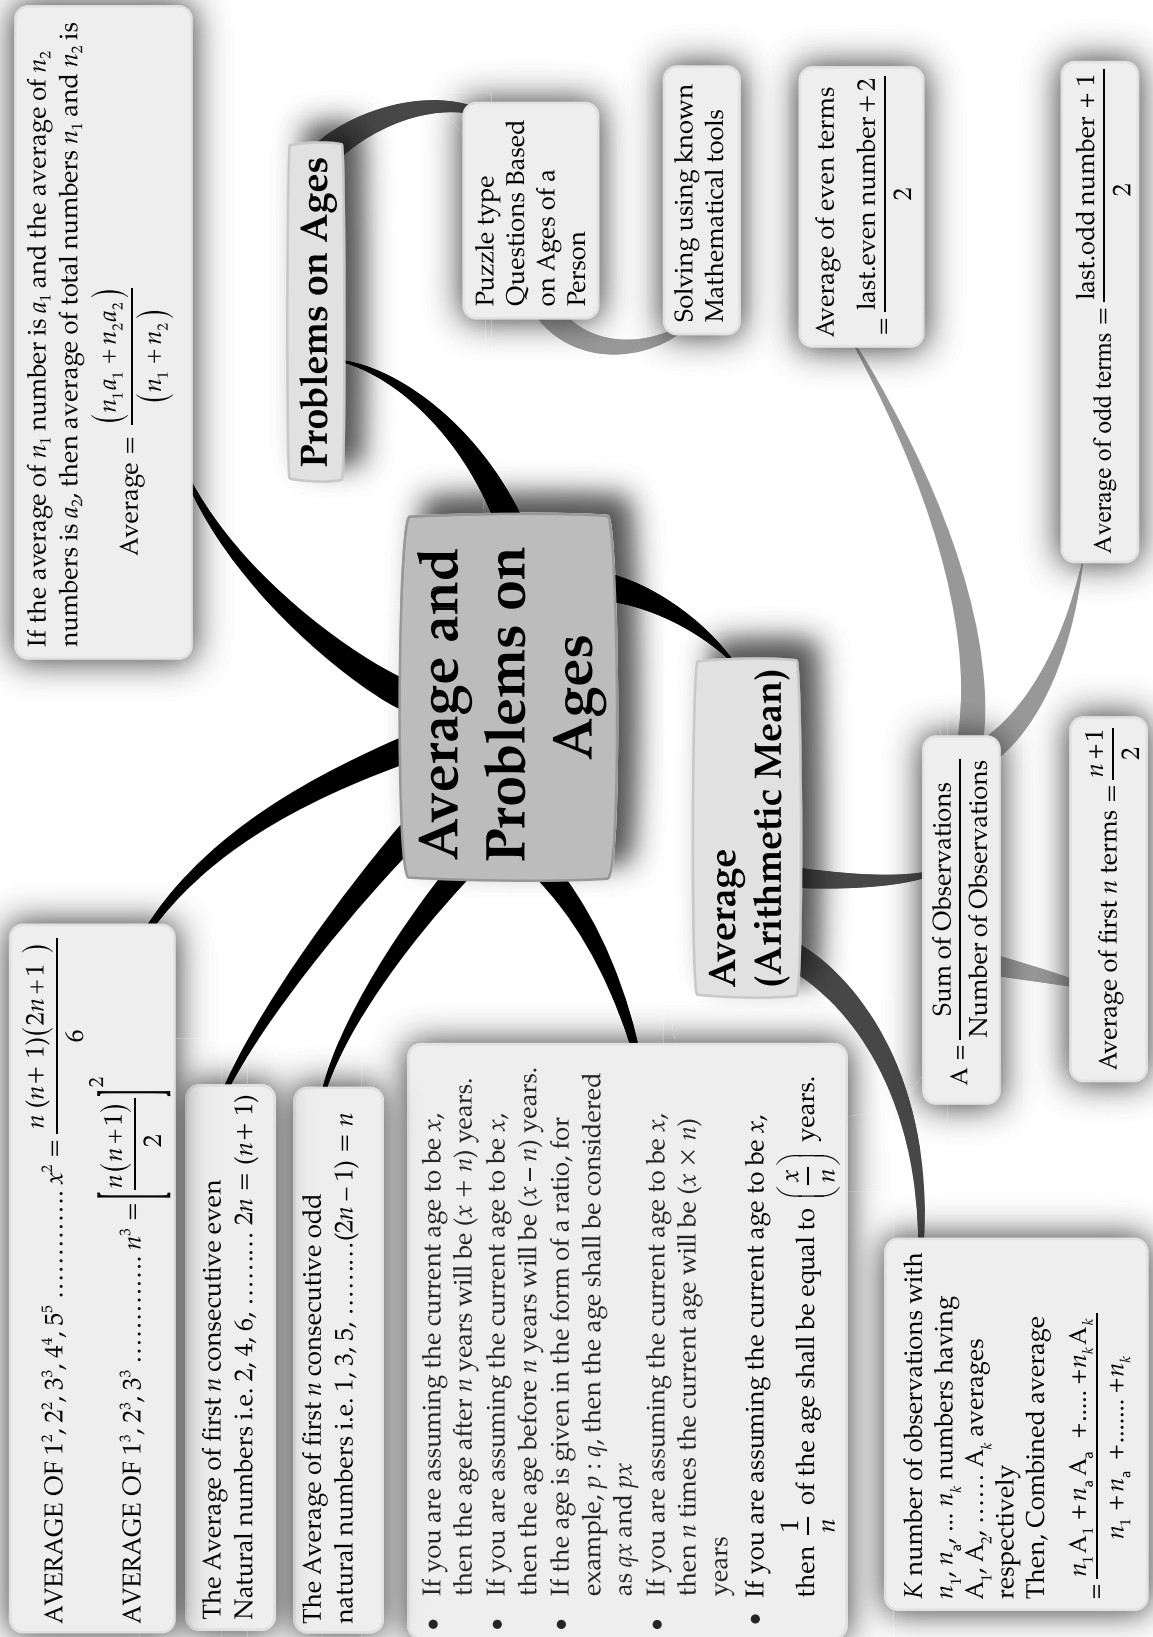 Average and
Problems on
Ages
If the average of n₁ number is a₁ and the average of n₂
numbers is a₂, then average of total numbers n₁ and n₂ is
Average = (n₁a₁ + n₂a₂) / (n₁ + n₂)
Problems on Ages
Puzzle type
Questions Based
on Ages of a
Person
Solving using known
Mathematical tools
AVERAGE OF 1², 2², 3³, 4⁴, 5⁵ ............... x² = n (n+ 1)(2n+1 ) / 6
AVERAGE OF 1³, 2³, 3³ ............... n³ = [n(n+1) / 2]²
The Average of first n consecutive even
Natural numbers i.e. 2, 4, 6, ......... 2n = (n+ 1)
The Average of first n consecutive odd
natural numbers i.e. 1, 3, 5, .........(2n – 1) = n
• If you are assuming the current age to be x,
then the age after n years will be (x + n) years.
• If you are assuming the current age to be x,
then the age before n years will be (x – n) years.
• If the age is given in the form of a ratio, for
example, p : q, then the age shall be considered
as qx and px
• If you are assuming the current age to be x,
then n times the current age will be (x × n)
years
• If you are assuming the current age to be x,
then 1/n of the age shall be equal to (x/n) years.
Average
(Arithmetic Mean)
A = Sum of Observations / Number of Observations
Average of even terms
= last.even number + 2 / 2
Average of odd terms = last.odd number + 1 / 2
Average of first n terms = n+1 / 2
K number of observations with
n₁, nₐ, ... nₖ numbers having
A₁, A₂, ...... Aₖ averages
respectively
Then, Combined average
= n₁A₁ + nₐAₐ +..... +nₖAₖ / n₁ + nₐ +....... +nₖ